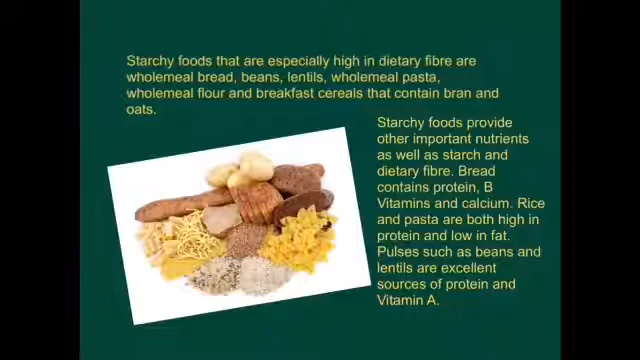 Starchy foods that are especially high in dietary fibre are
wholemeal bread, beans, lentils, wholemeal pasta,
wholemeal flour and breakfast cereals that contain bran and
oats.
Starchy foods provide
other important nutrients
as well as starch and
dietary fibre. Bread
contains protein, B
Vitamins and calcium. Rice
and pasta are both high in
protein and low in fat.
Pulses such as beans and
lentils are excellent
sources of protein and
Vitamin A.